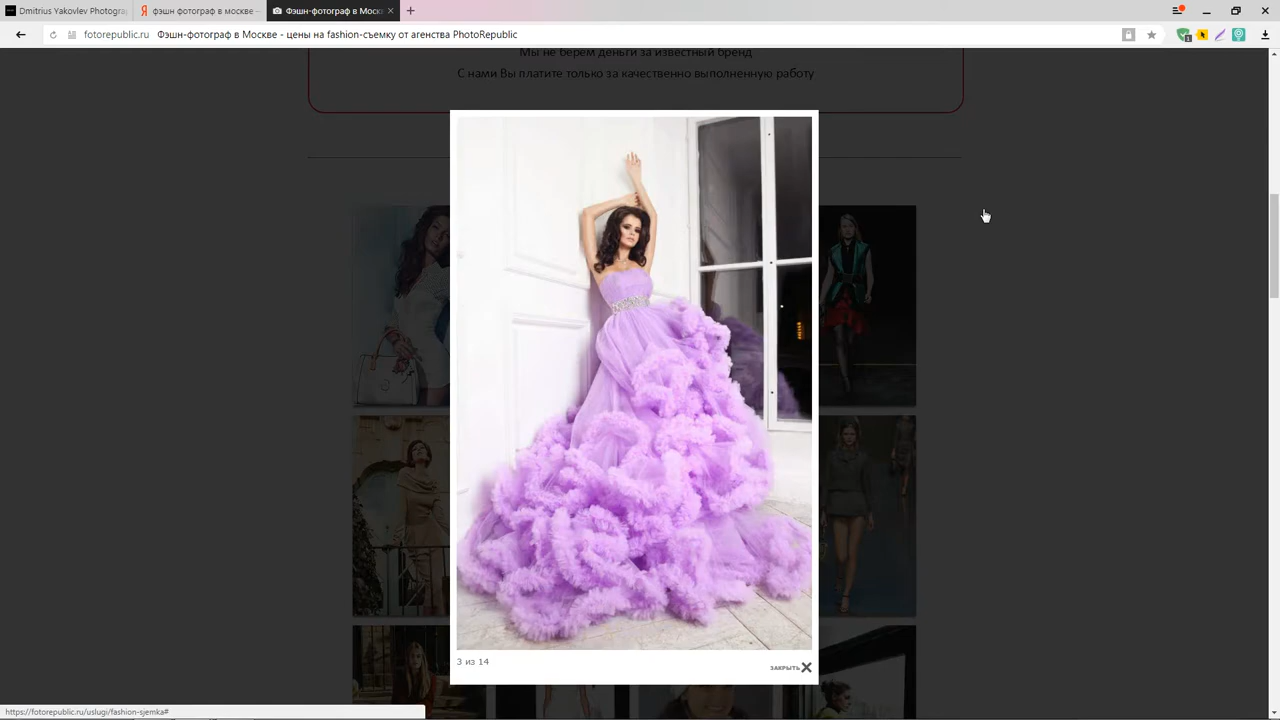 Dmitrius Yakovlev Photograp
фэшн фотограф в москве —
Фэшн-фотограф в Моск
fotorepublic.ru Фэшн-фотограф в Москве - цены на fashion-съемку от агенства PhotoRepublic
Мы не берем деньги за известный бренд
С нами Вы платите только за качественно выполненную работу
3 из 14
ЗАКРЫТЬ
https://fotorepublic.ru/uslugi/fashion-sjemka#